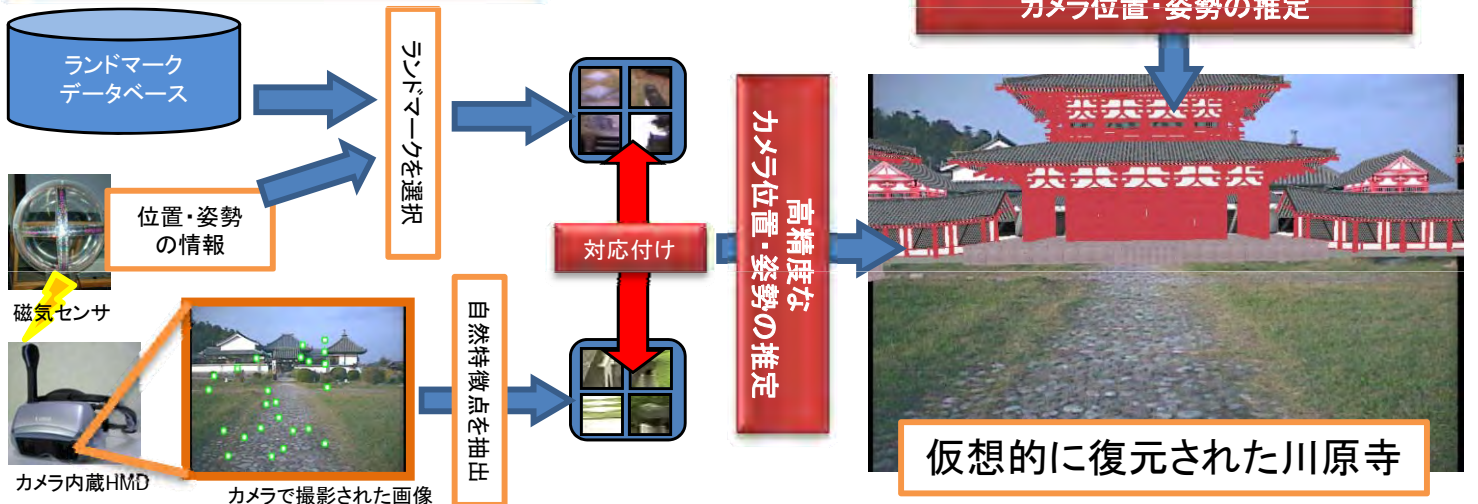 カメラ位置・姿勢の推定
ランドマーク
データベース
ランドマークを選択
位置・姿勢
の情報
磁気センサ
カメラ内蔵HMD
カメラで撮影された画像
自然特徴点を抽出
対応付け
高精度な
カメラ位置・姿勢の推定
仮想的に復元された川原寺